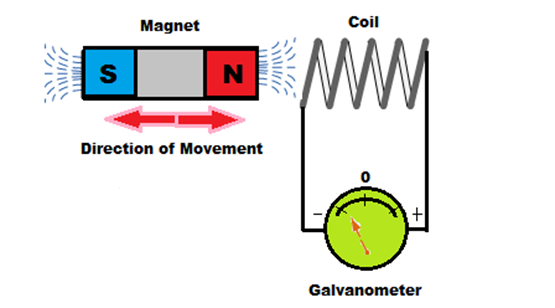 Magnet
Coil
S
N
Direction of Movement
0
- +
Galvanometer